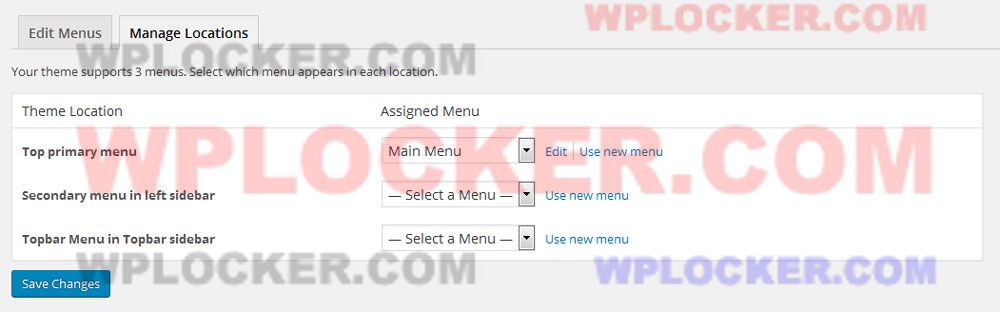 WPLOCKER.COM
Edit Menus Manage Locations
WPLOCKER.COM
Your theme supports 3 menus. Select which menu appears in each location.
Theme Location Assigned Menu
WPLOCKER.COM
Top primary menu Main Menu Edit Use new menu
Secondary menu in left sidebar — Select a Menu — Use new menu
Topbar Menu in Topbar sidebar — Select a Menu — Use new menu
WPLOCKER.COM WPLOCKER.COM
Save Changes